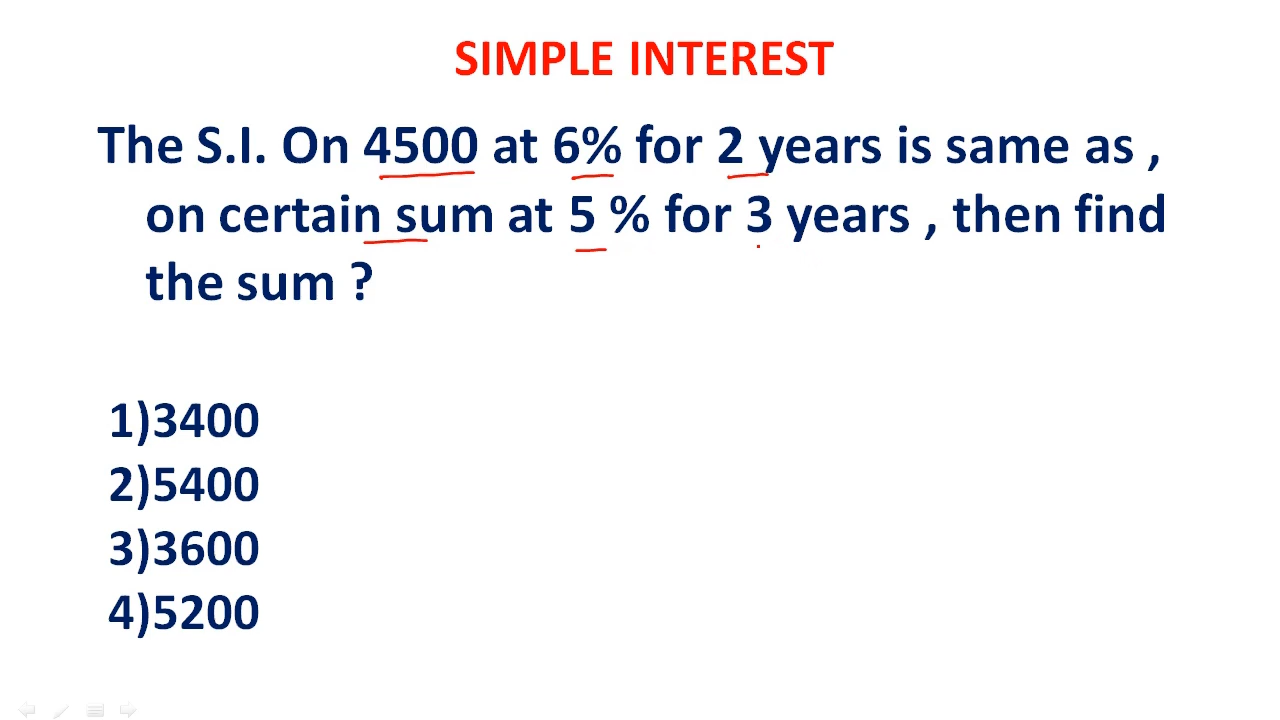 SIMPLE INTEREST
The S.I. On 4500 at 6% for 2 years is same as ,
on certain sum at 5 % for 3 years , then find
the sum ?
1)3400
2)5400
3)3600
4)5200